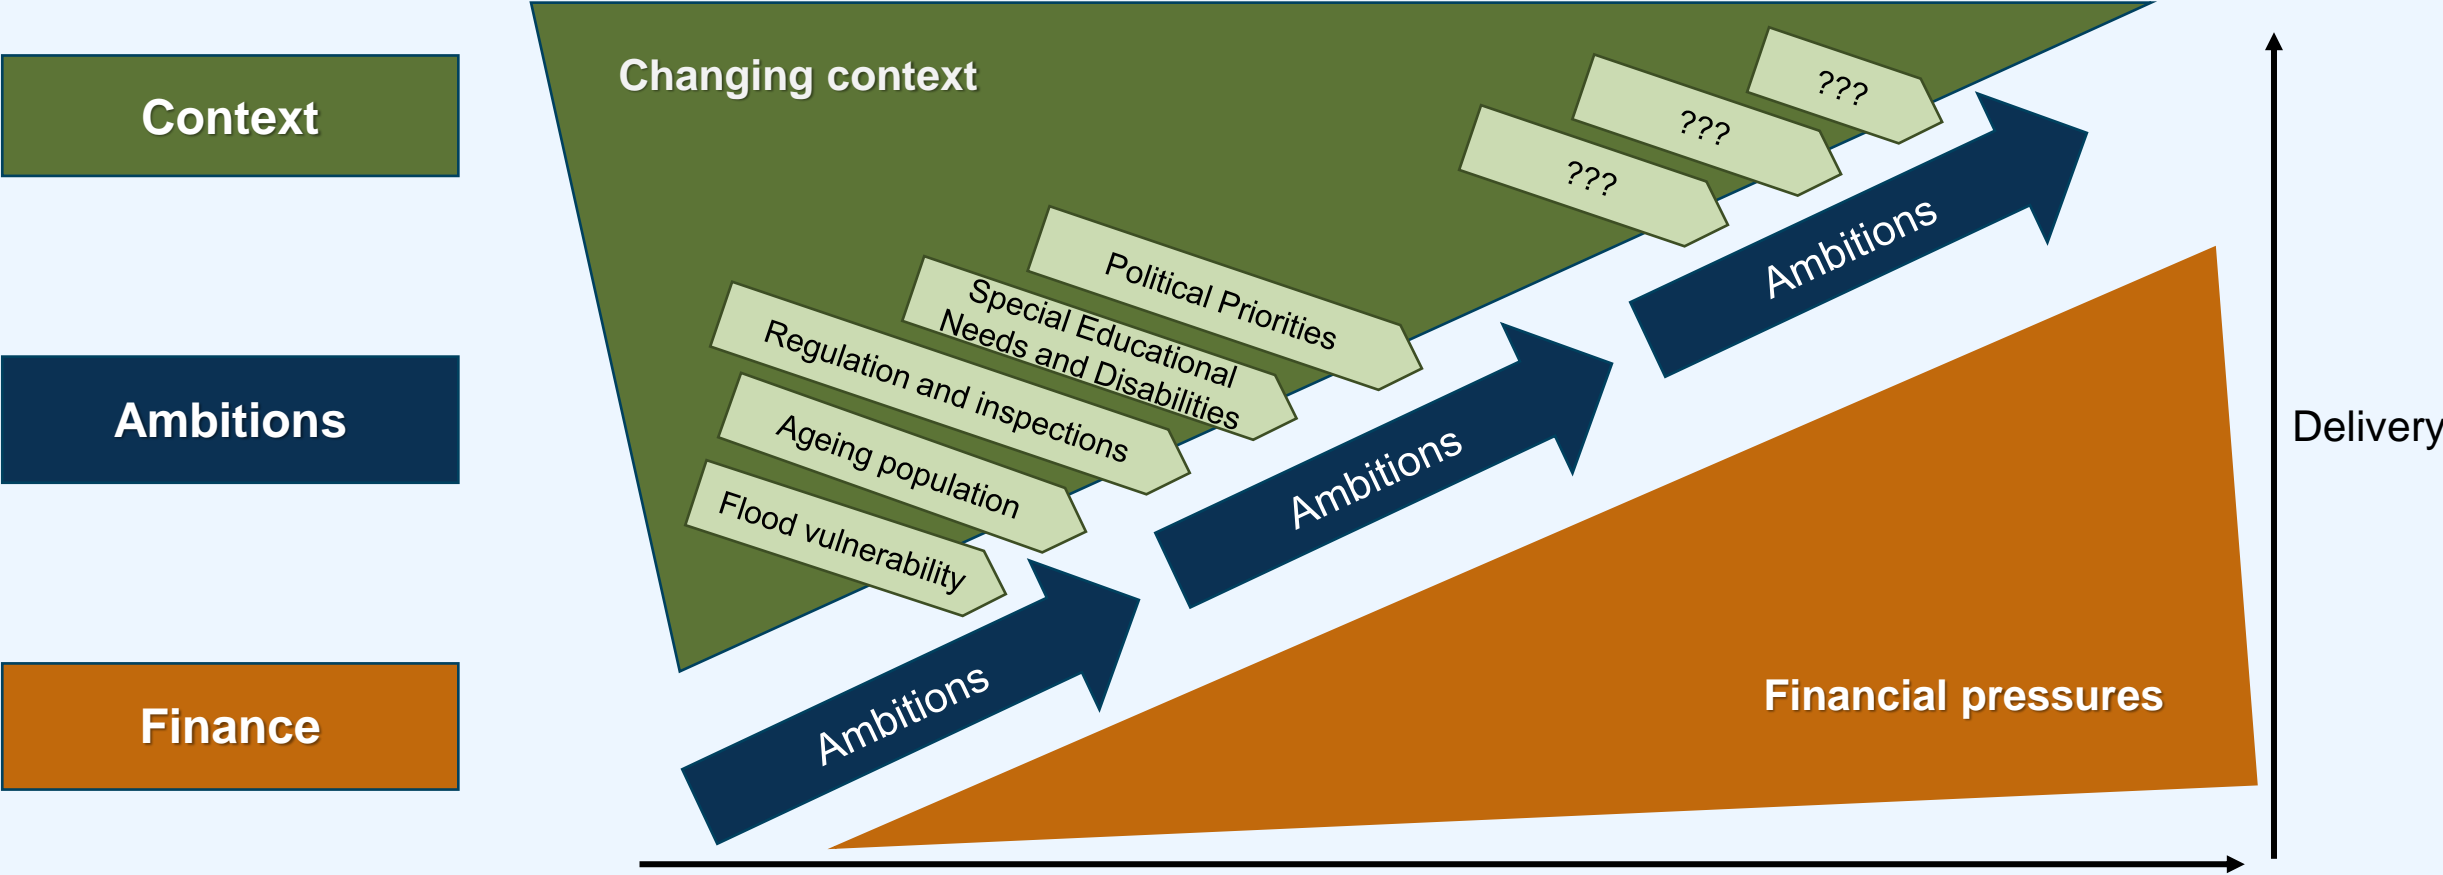 Context
Ambitions
Finance
Changing context
???
???
???
Political Priorities
Special Educational
Needs and Disabilities
Regulation and inspections
Ageing population
Flood vulnerability
Ambitions
Ambitions
Ambitions
Financial pressures
Delivery